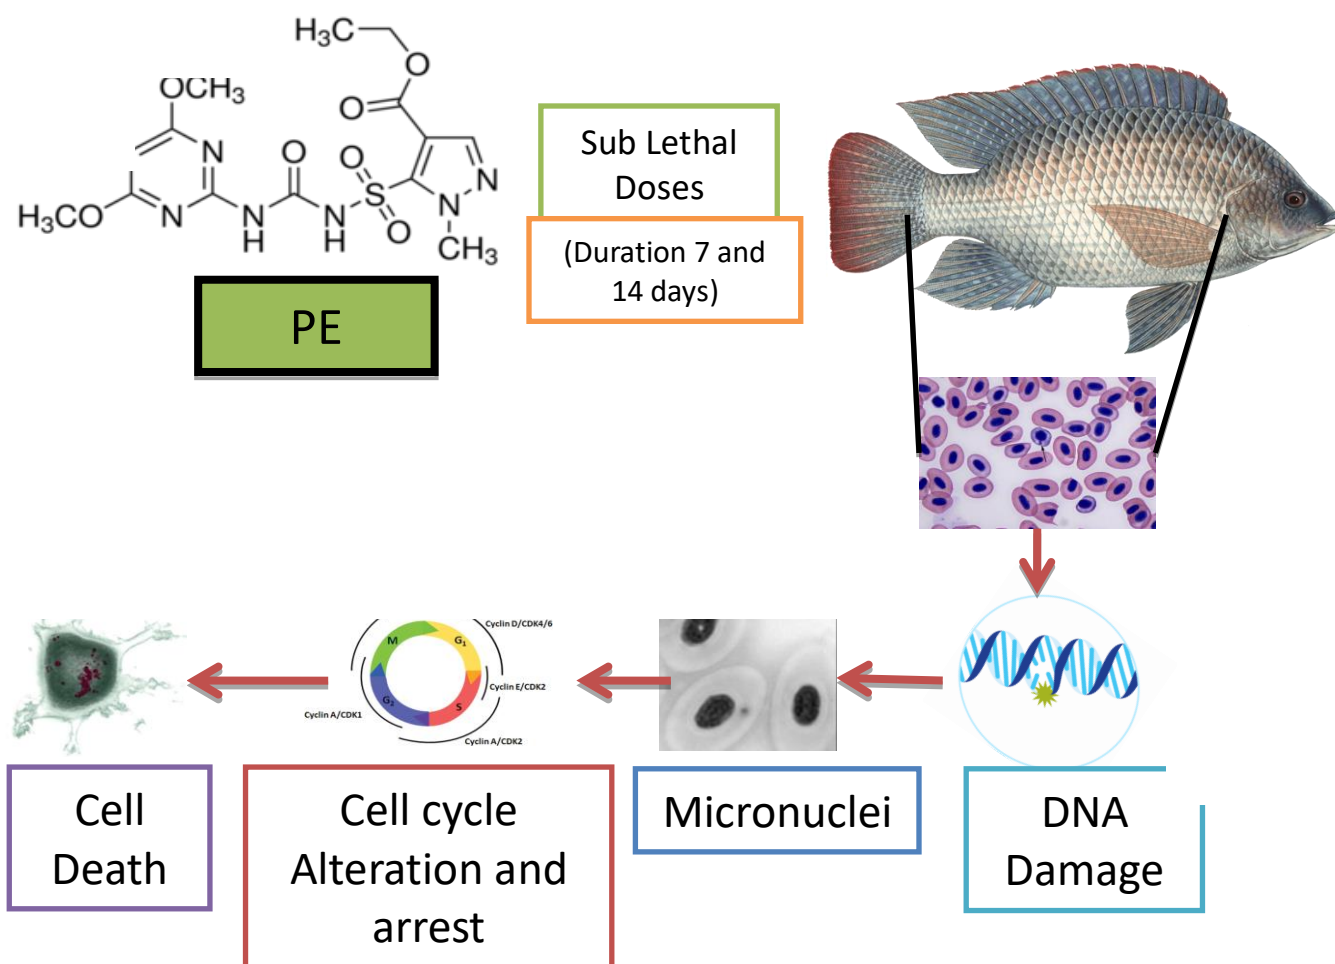 H₃C
O
O
OCH₃
N
O
O
N
H₃CO
N
N
H
N
H
S
O
O
N
N
CH₃
PE
Sub Lethal
Doses
(Duration 7 and
14 days)
Cyclin D/CDK4/6
M
G₁
Cyclin E/CDK2
G₂
S
Cyclin A/CDK1
Cyclin A/CDK2
Cell
Death
Cell cycle
Alteration and
arrest
Micronuclei
DNA
Damage